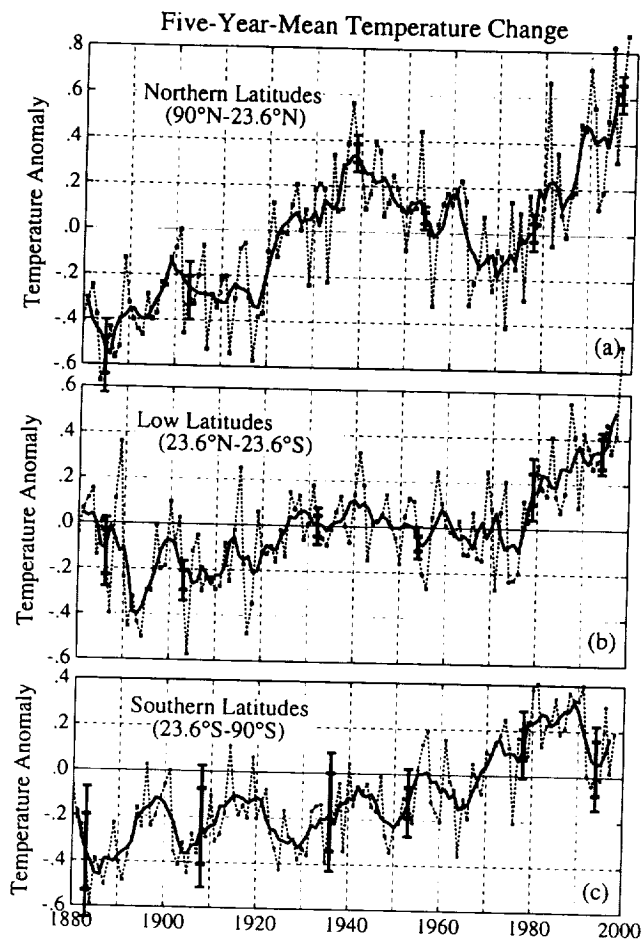 Five-Year-Mean Temperature Change
Temperature Anomaly
.8
.6
.4
.2
.0
-.2
-.4
-.6
Northern Latitudes
(90°N-23.6°N)
(a)
Temperature Anomaly
.6
.4
.2
.0
-.2
-.4
-.6
Low Latitudes
(23.6°N-23.6°S)
(b)
Temperature Anomaly
.4
.2
.0
-.2
-.4
-.6
Southern Latitudes
(23.6°S-90°S)
(c)
1880 1900 1920 1940 1960 1980 2000